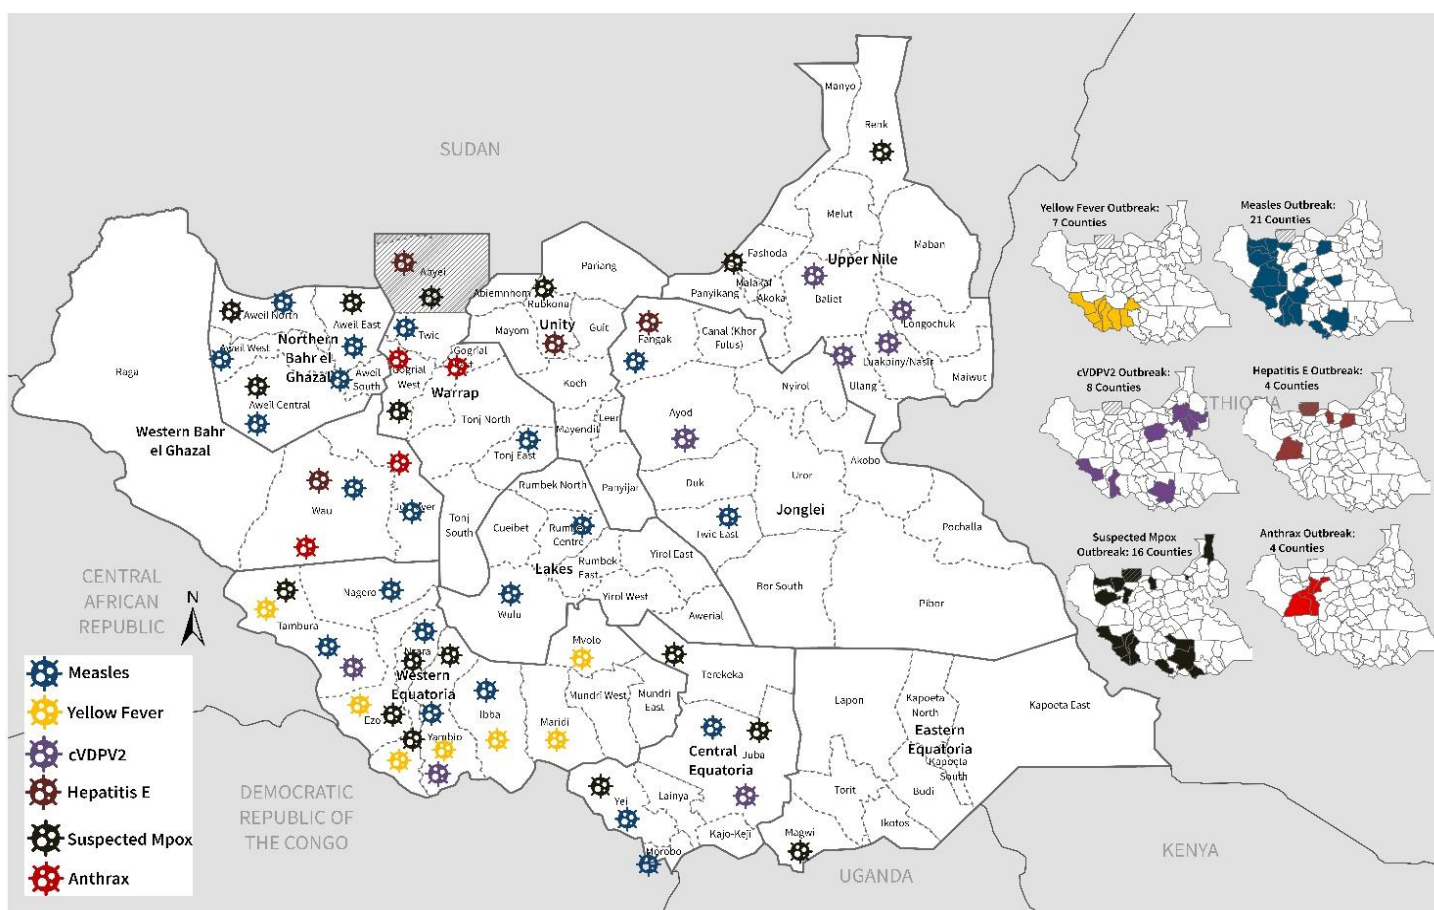 SUDAN
Manyo
Renk
Melut
Maban
Fashoda
Upper Nile
Malakal
Panyikang
Akoka
Baliet
Longochuk
Luakpiny/Nasir
Ulang
Maiwut
Abyei
Pariang
Abiemnhom
Rubkona
Mayom
Unity
Guit
Fangak
Canal (Khor
Fulus)
Koch
Leer
Mayendit
Panyijar
Nyirol
Ayod
Akobo
Uror
Duk
Jonglei
Twic East
Pochalla
Bor South
Pibor
Raga
Aweil North
Aweil East
Aweil West
Northern
Bahr el
Ghazal
Aweil
South
Aweil Central
Twic
Gogrial
Gogrial
West
Warrap
Tonj North
Tonj East
Tonj
South
Western Bahr
el Ghazal
Wau
Rumbek North
Cueibet
Rumbek
Centre
Rumbek
East
Lakes
Yirol East
Yirol West
Wulu
Awerial
CENTRAL
AFRICAN
REPUBLIC
N
Nagero
Tambura
Nzara
Western
Equatoria
Ezo
Yambio
Ibba
Maridi
Mvolo
Mundri West
Mundri
East
Terekeka
Central
Equatoria
Juba
Yei
Lainya
Kajo-Keji
Morobo
Lapon
Kapoeta
North
Kapoeta East
Eastern
Equatoria
Kapoeta
South
Torit
Budi
Ikotos
Magwi
DEMOCRATIC
REPUBLIC OF
THE CONGO
UGANDA
KENYA
ETHIOPIA
Measles
Yellow Fever
cVDPV2
Hepatitis E
Suspected Mpox
Anthrax
Yellow Fever Outbreak:
7 Counties
Measles Outbreak:
21 Counties
cVDPV2 Outbreak:
8 Counties
Hepatitis E Outbreak:
4 Counties
Suspected Mpox
Outbreak: 16 Counties
Anthrax Outbreak:
4 Counties